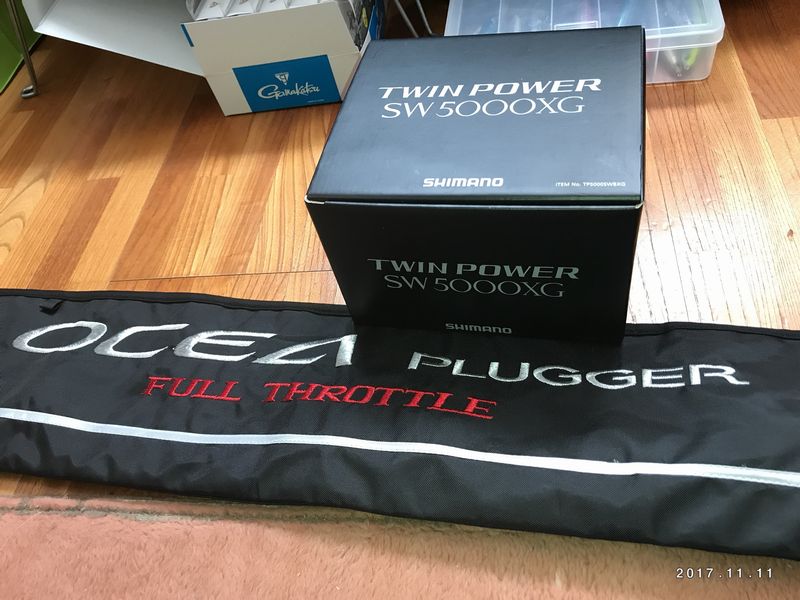 Gamakatsu
TWIN POWER
SW 5000XG
SHIMANO
ITEM No. TP5000SWBXG
TWIN POWER
SW 5000XG
SHIMANO
OCEA PLUGGER
FULL THROTTLE
2017.11.11